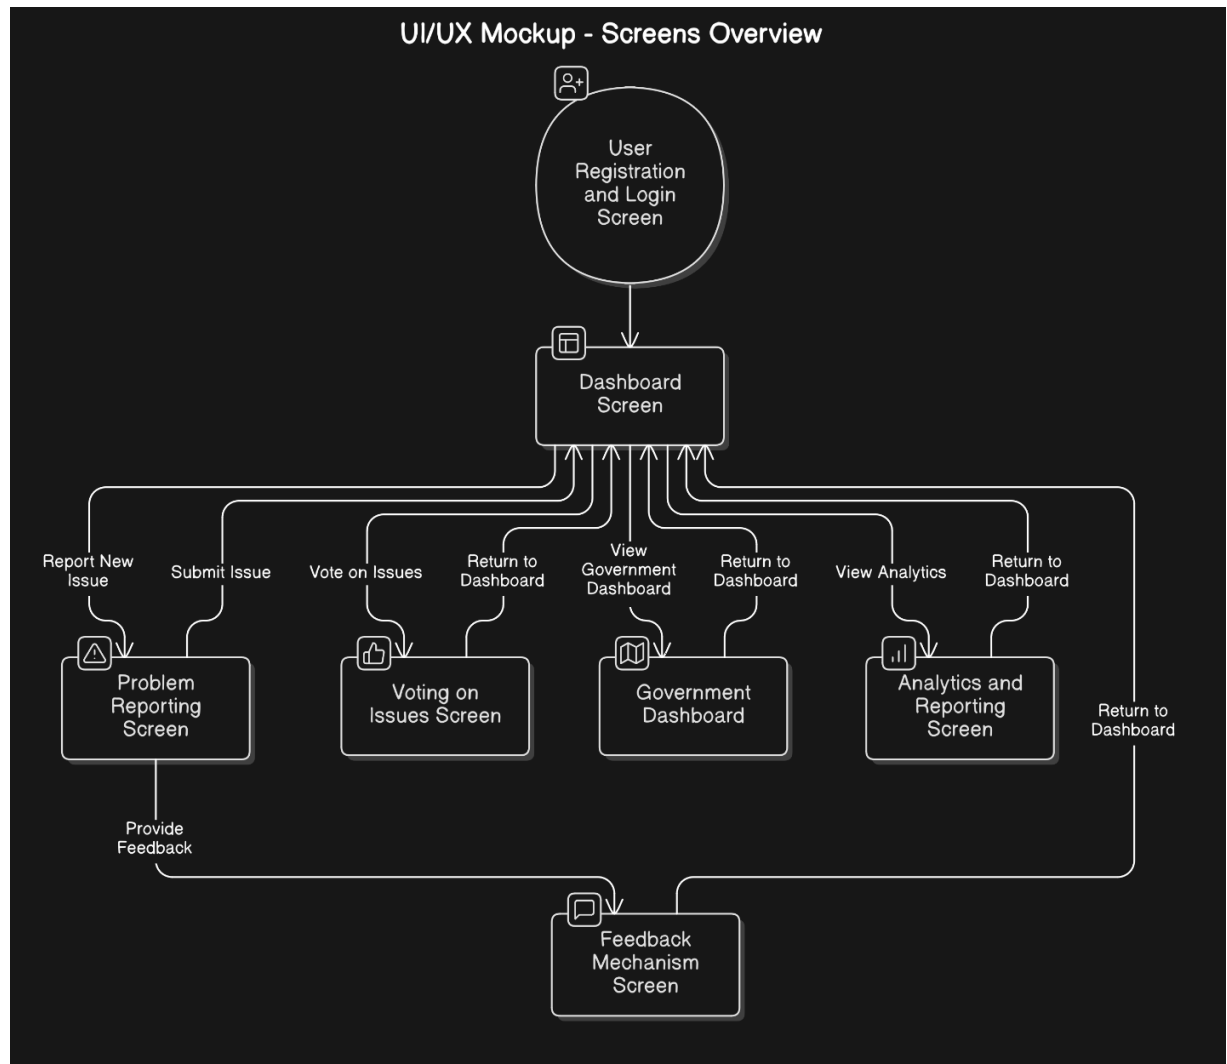 UI/UX Mockup - Screens Overview
User
Registration
and Login
Screen
Dashboard
Screen
Report New
Issue
Submit Issue
Vote on Issues
Return to
Dashboard
View
Government
Dashboard
Return to
Dashboard
View Analytics
Return to
Dashboard
Problem
Reporting
Screen
Voting on
Issues Screen
Government
Dashboard
Analytics and
Reporting
Screen
Return to
Dashboard
Provide
Feedback
Feedback
Mechanism
Screen